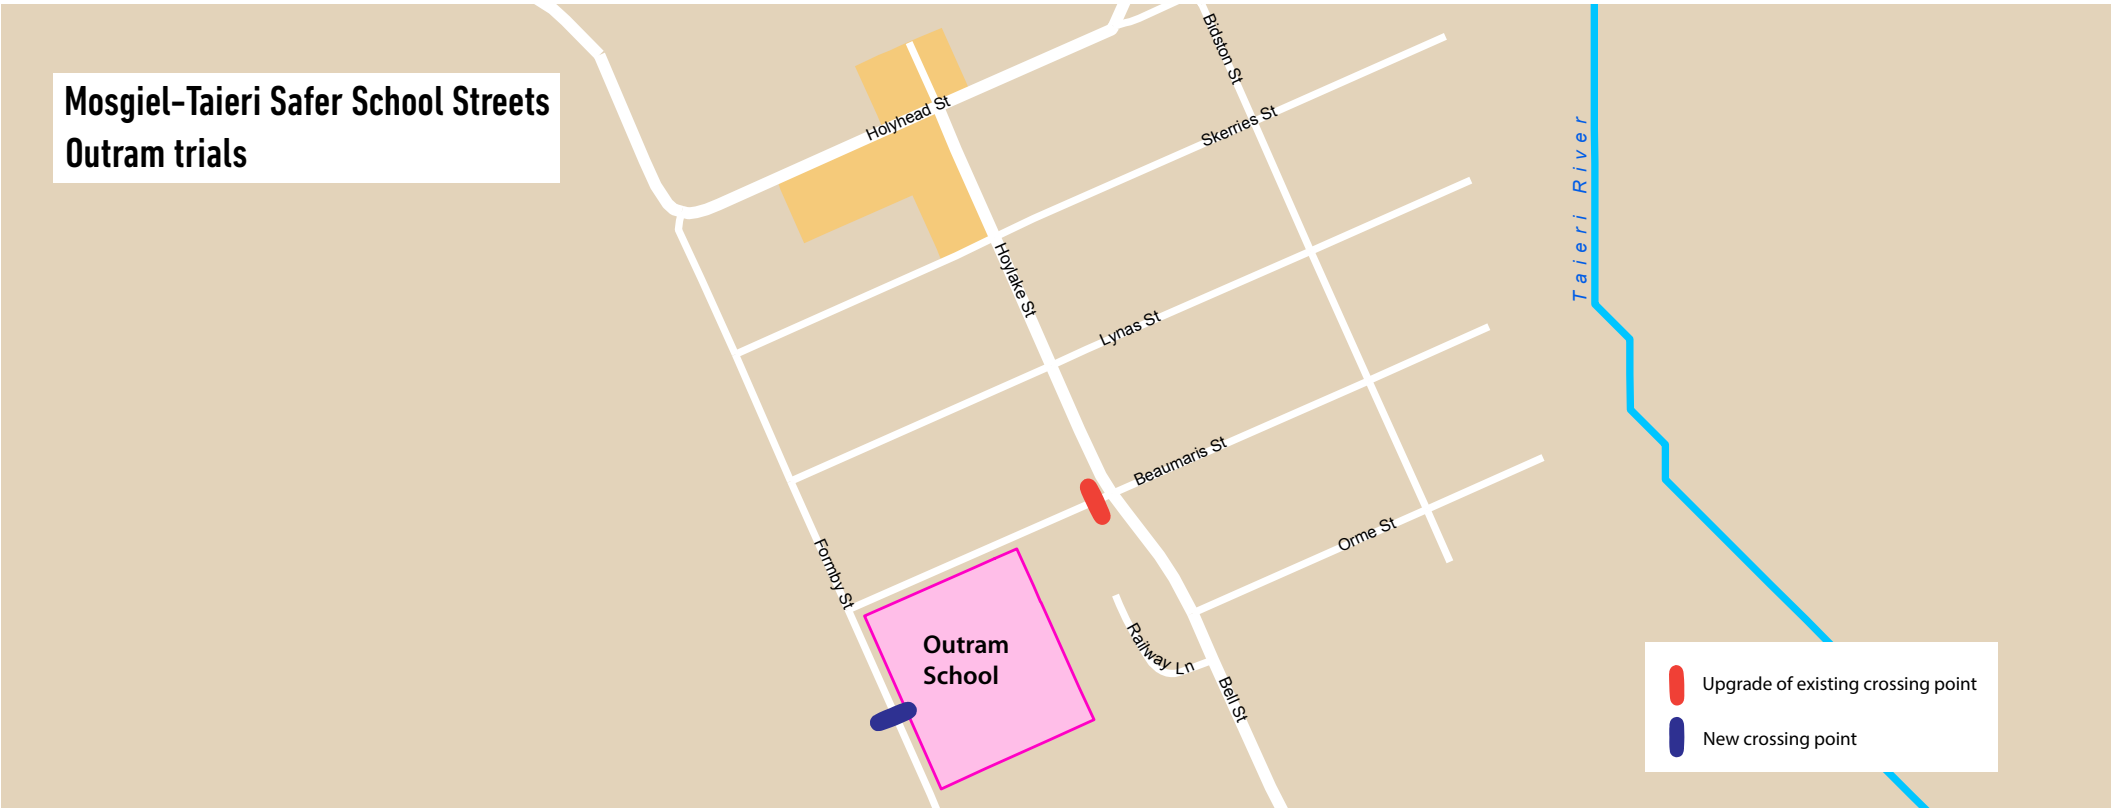 Mosgiel-Taieri Safer School Streets
Outram trials
Bidston St
Holyhead St
Skerries St
Taieri River
Hoylake St
Lynas St
Beaumaris St
Orme St
Formby St
Outram
School
Railway Ln
Bell St
Upgrade of existing crossing point
New crossing point